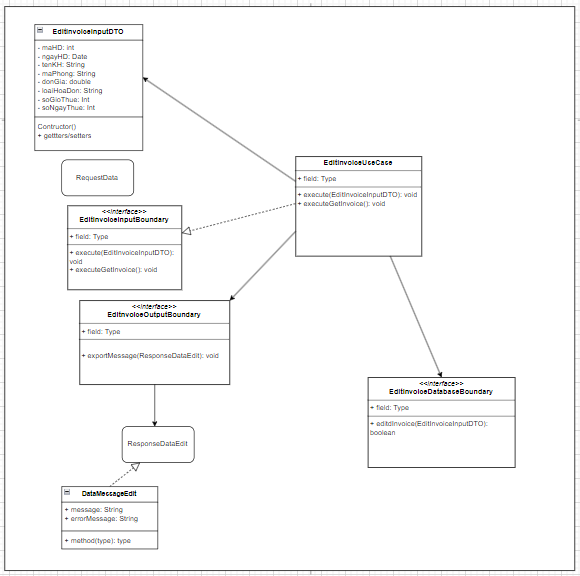 EditInvoiceInputDTO
- maHD: int
- ngayHD: Date
- tenKH: String
- maPhong: String
- donGia: double
- loaiHoaDon: String
- soGioThue: Int
- soNgayThue: Int
Contructor()
+ gettters/setters
RequestData
EditInvoiceUseCase
+ field: Type
+ execute(EditInvoiceInputDTO): void
+ executeGetInvoice(): void
<<interface>>
EditInvoiceInputBoundary
+ field: Type
+ execute(EditInvoiceInputDTO):
void
+ executeGetInvoice(): void
<<interface>>
EditnvoiceOutputBoundary
+ field: Type
+ exportMessage(ResponseDataEdit): void
<<interface>>
EditInvoiceDatabaseBoundary
+ field: Type
+ editdInvoice(EditInvoiceInputDTO):
boolean
ResponseDataEdit
DataMessageEdit
+ message: String
+ errorMessage: String
+ method(type): type